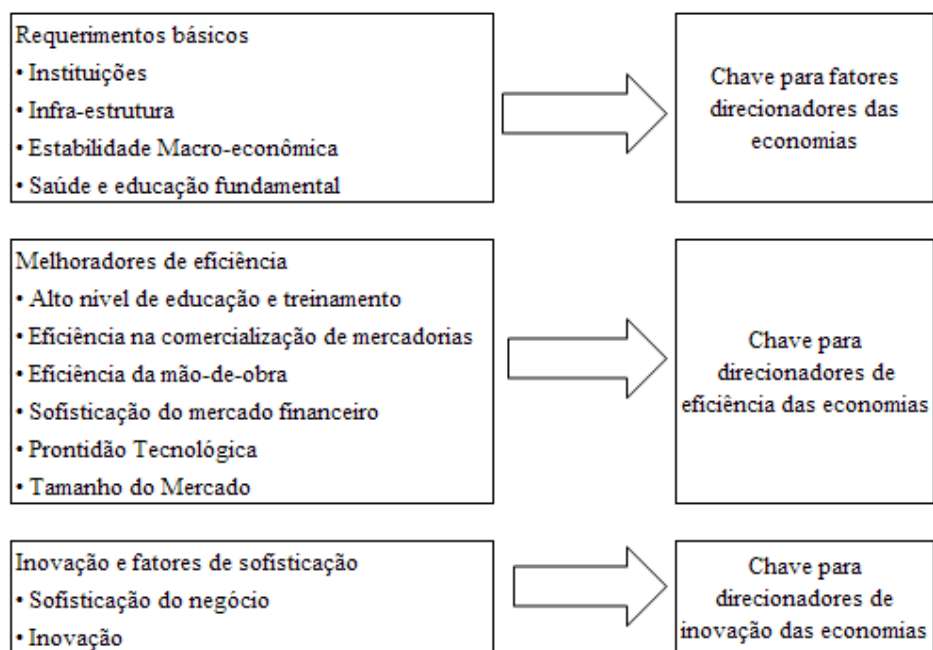 Requerimentos básicos
• Instituições
• Infra-estrutura
• Estabilidade Macro-econômica
• Saúde e educação fundamental
Chave para fatores
direcionadores das
economias
Melhoradores de eficiência
• Alto nível de educação e treinamento
• Eficiência na comercialização de mercadorias
• Eficiência da mão-de-obra
• Sofisticação do mercado financeiro
• Prontidão Tecnológica
• Tamanho do Mercado
Chave para
direcionadores de
eficiência das economias
Inovação e fatores de sofisticação
• Sofisticação do negócio
• Inovação
Chave para
direcionadores de
inovação das economias